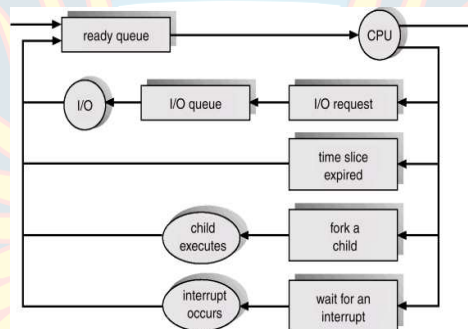 ready queue
CPU
I/O
I/O queue
I/O request
time slice
expired
child
executes
fork a
child
interrupt
occurs
wait for an
interrupt